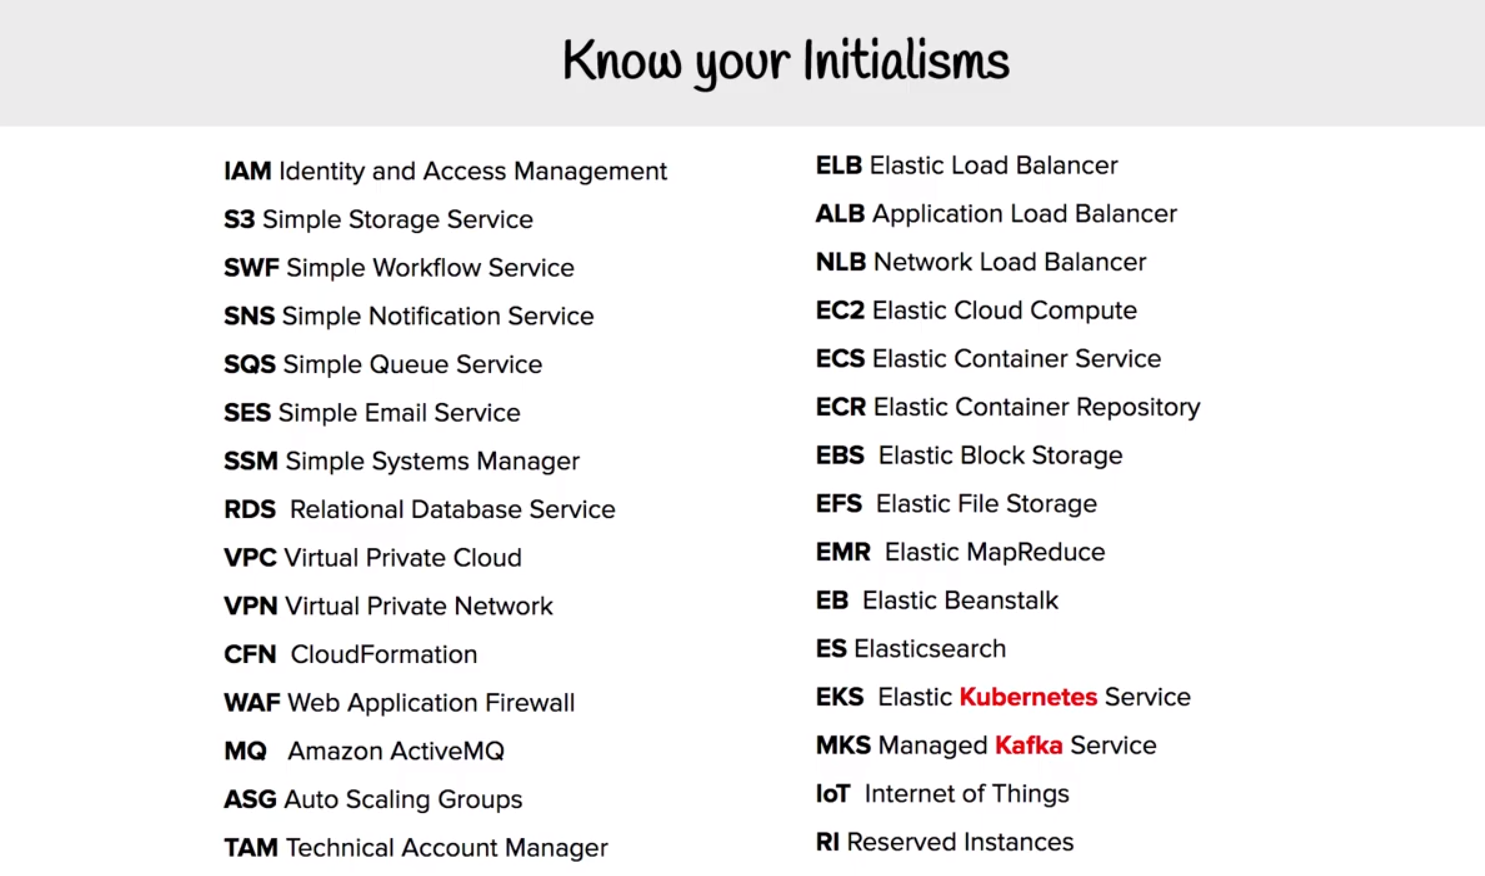 Know your Initialisms
IAM Identity and Access Management
S3 Simple Storage Service
SWF Simple Workflow Service
SNS Simple Notification Service
SQS Simple Queue Service
SES Simple Email Service
SSM Simple Systems Manager
RDS Relational Database Service
VPC Virtual Private Cloud
VPN Virtual Private Network
CFN CloudFormation
WAF Web Application Firewall
MQ Amazon ActiveMQ
ASG Auto Scaling Groups
TAM Technical Account Manager
ELB Elastic Load Balancer
ALB Application Load Balancer
NLB Network Load Balancer
EC2 Elastic Cloud Compute
ECS Elastic Container Service
ECR Elastic Container Repository
EBS Elastic Block Storage
EFS Elastic File Storage
EMR Elastic MapReduce
EB Elastic Beanstalk
ES Elasticsearch
EKS Elastic Kubernetes Service
MKS Managed Kafka Service
IoT Internet of Things
RI Reserved Instances